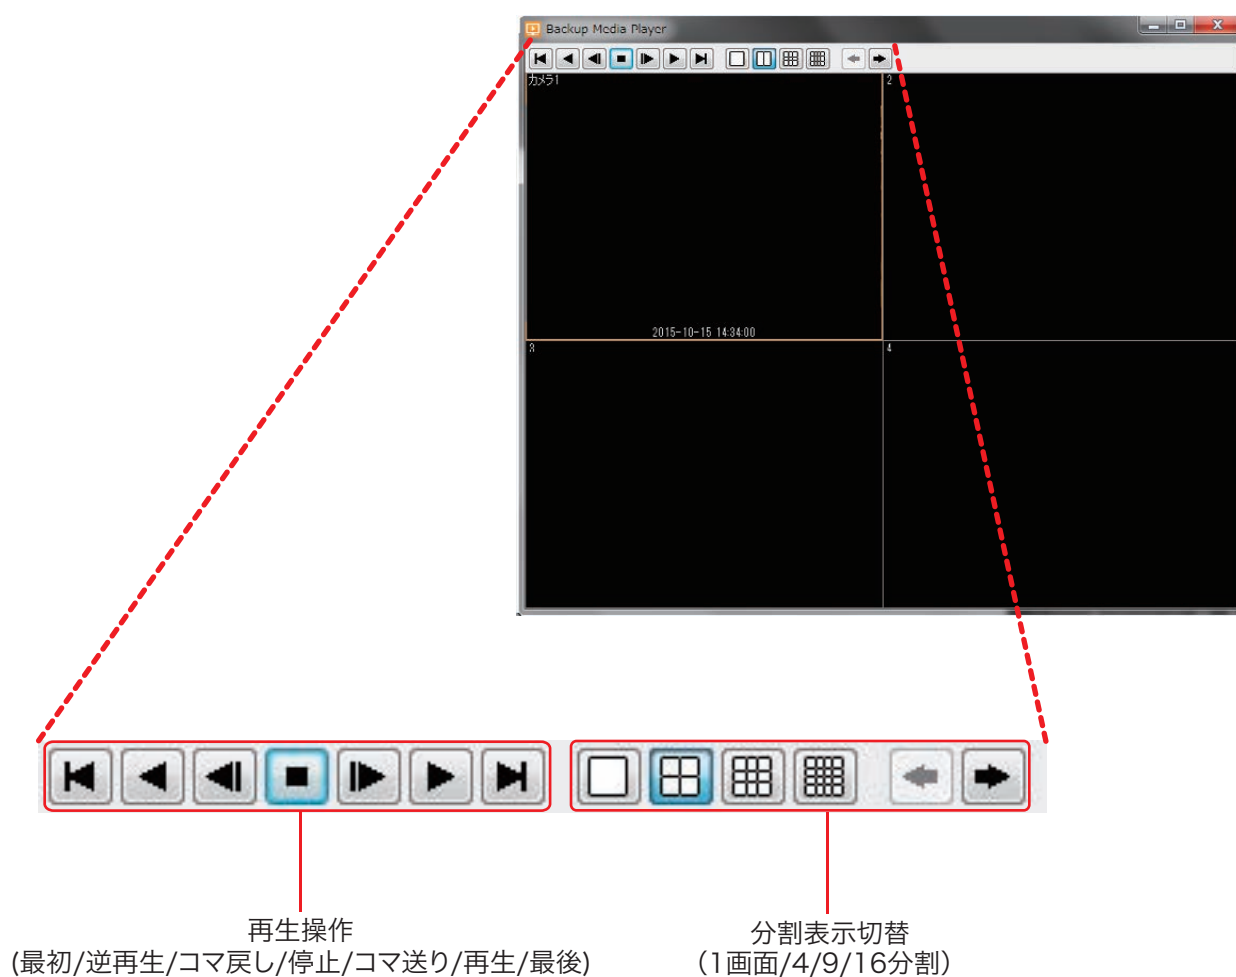 Backup Media Player
カメラ1
2
2015-10-15 14:34:00
3
4
再生操作
(最初/逆再生/コマ戻し/停止/コマ送り/再生/最後)
分割表示切替
(1画面/4/9/16分割)